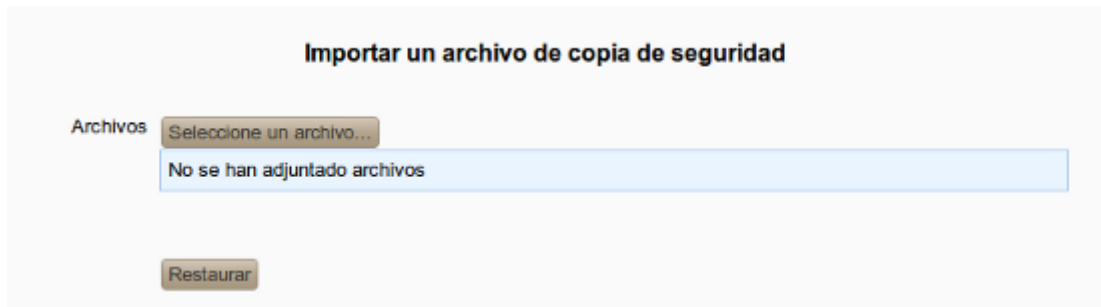 Importar un archivo de copia de seguridad
Archivos Seleccione un archivo...
No se han adjuntado archivos
Restaurar